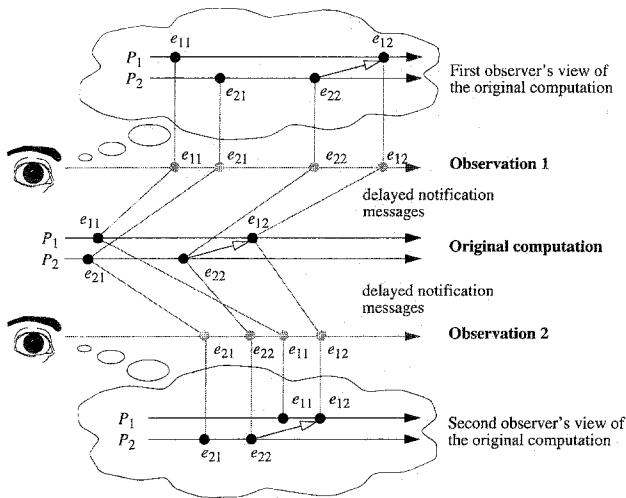 e11 e12
P1
P2
e21 e22
First observer's view of
the original computation
e11 e21 e22 e12
Observation 1
delayed notification
messages
e11 e12
P1
Original computation
P2
e21 e22
delayed notification
messages
Observation 2
e21 e22 e11 e12
e11 e12
P1
P2
e21 e22
Second observer's view of
the original computation